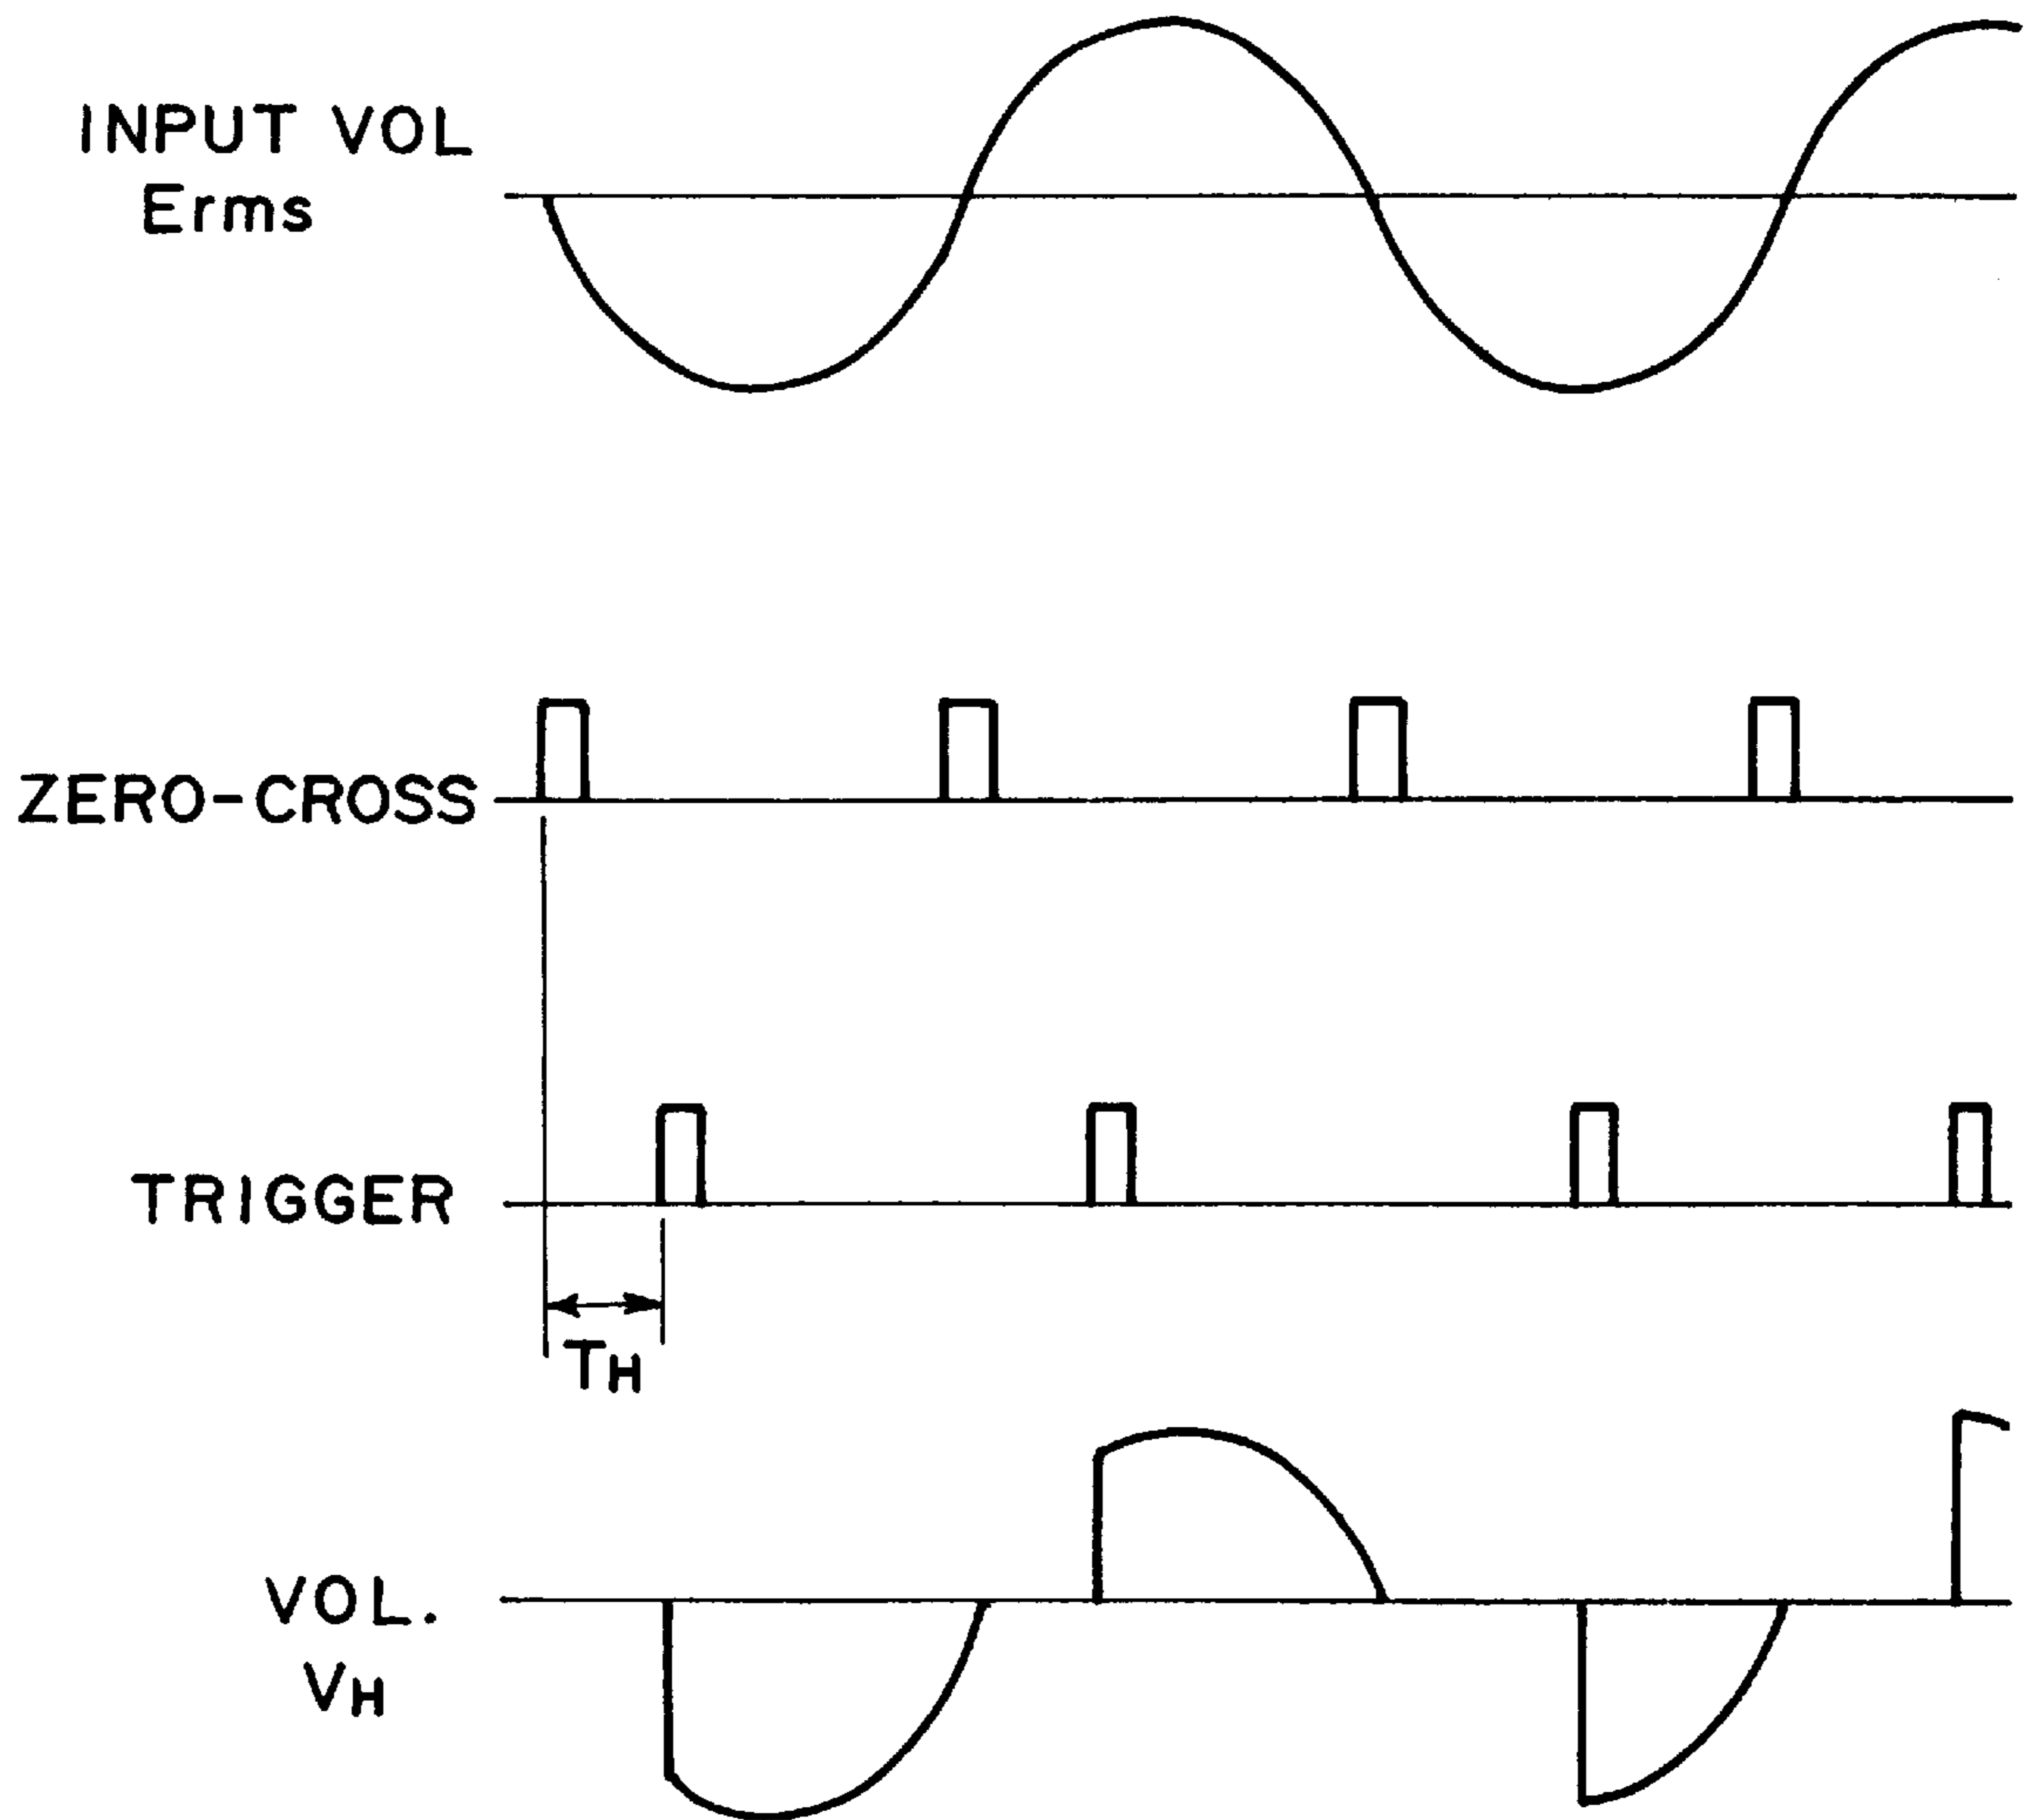 INPUT VOL
Erms
ZERO-CROSS
TRIGGER
TH
VOL.
VH